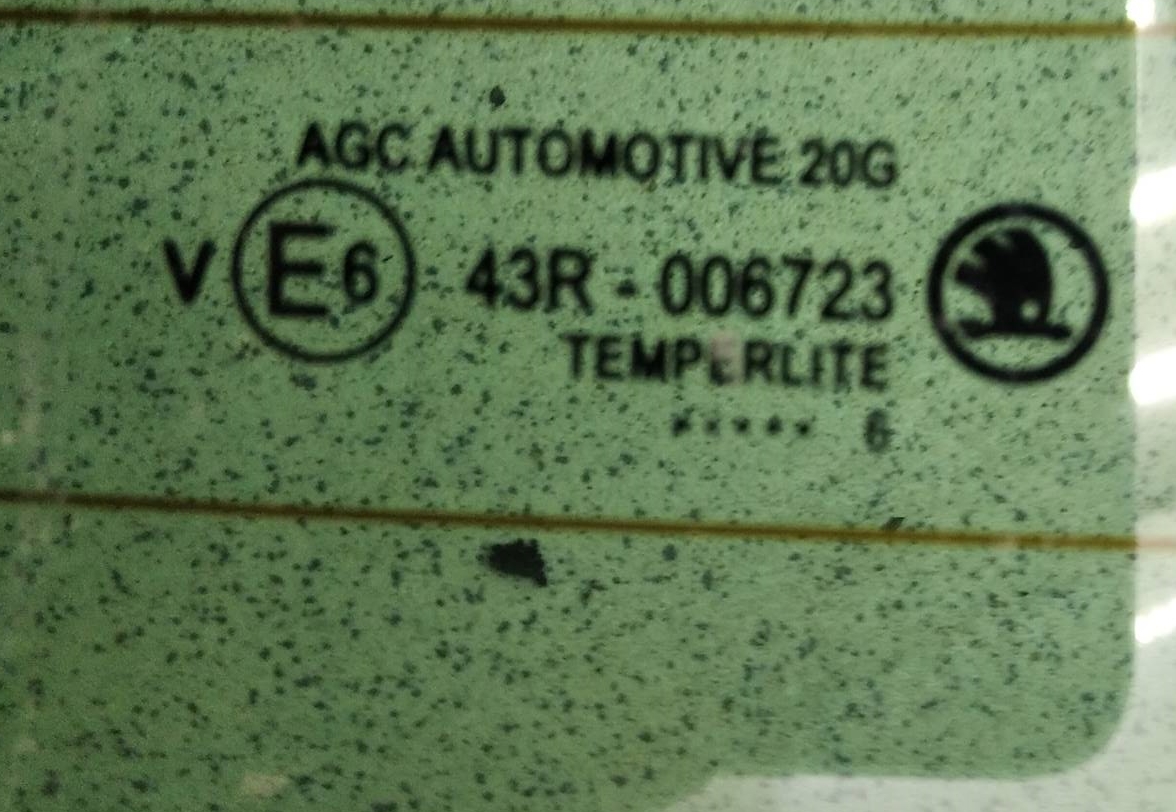 AGC AUTOMOTIVE 20G
V E6 43R - 006723
TEMPERLITE
..... 6